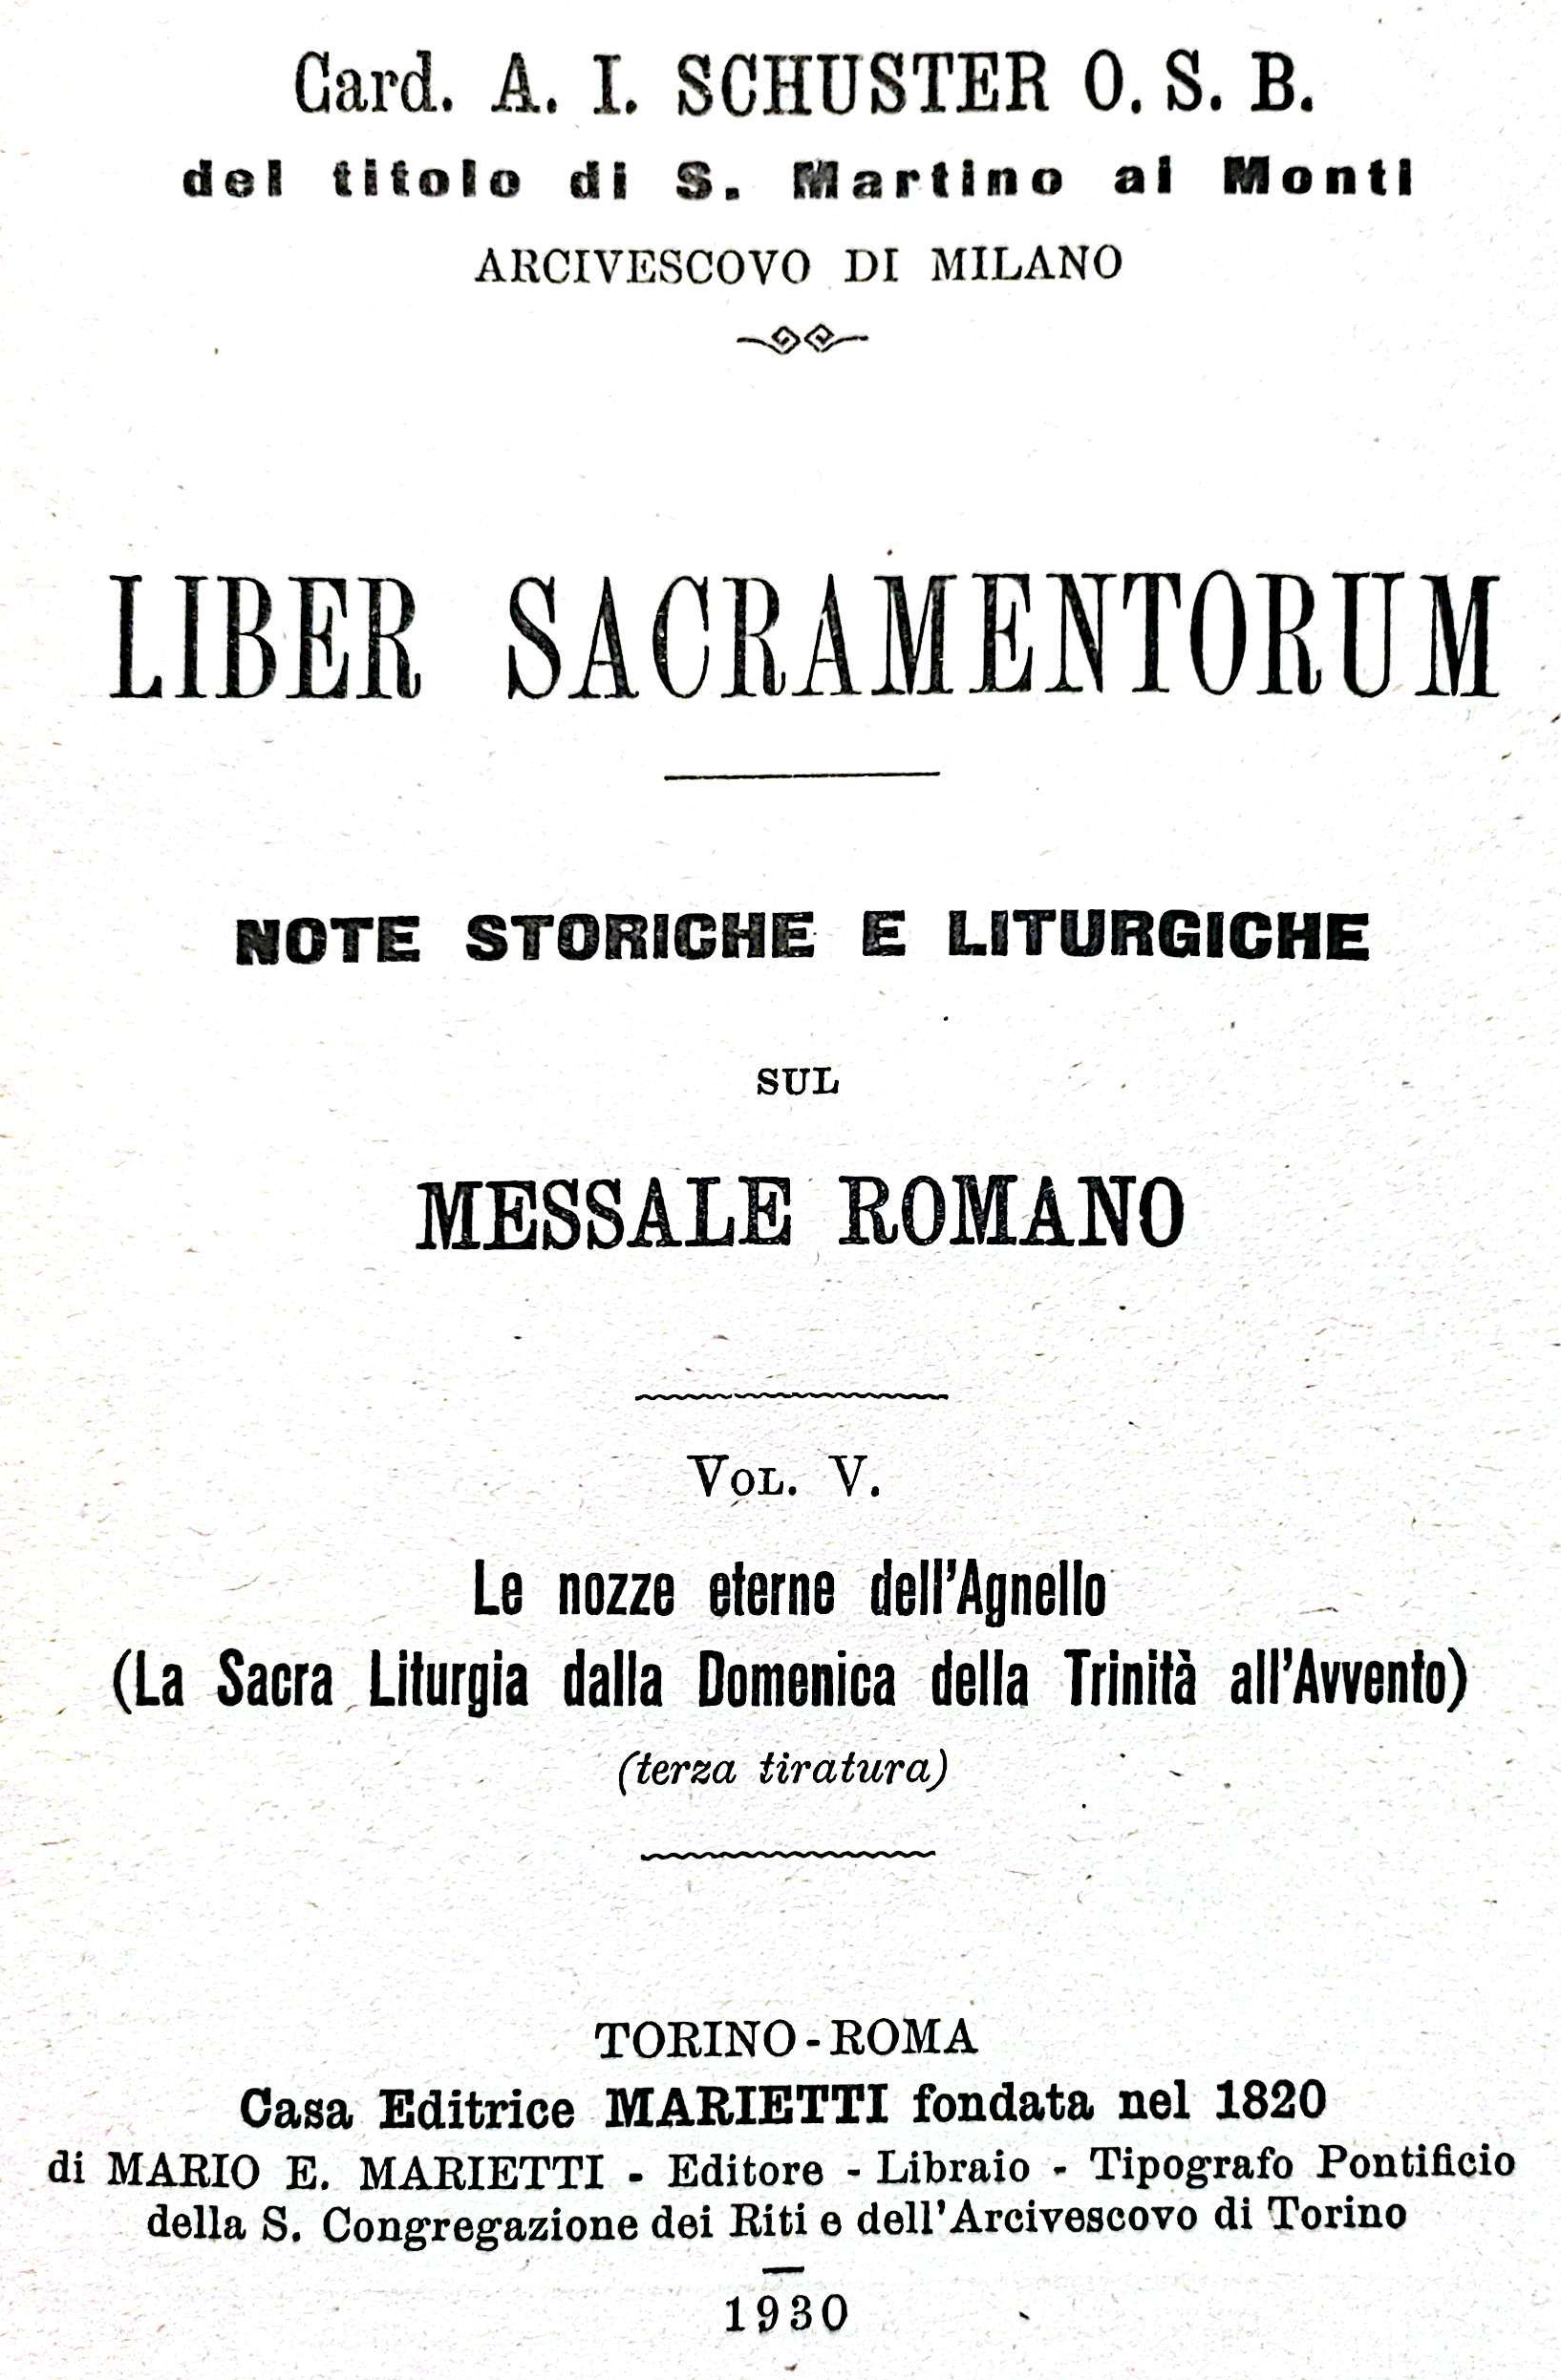 Card. A. I. SCHUSTER O. S. B.
del titolo di S. Martino ai Monti
ARCIVESCOVO DI MILANO
LIBER SACRAMENTORUM
NOTE STORICHE E LITURGICHE
SUL
MESSALE ROMANO
VOL. V.
Le nozze eterne dell'Agnello
(La Sacra Liturgia dalla Domenica della Trinità all'Avvento)
(terza tiratura)
TORINO-ROMA
Casa Editrice MARIETTI fondata nel 1820
di MARIO E. MARIETTI - Editore - Libraio - Tipografo Pontificio
della S. Congregazione dei Riti e dell'Arcivescovo di Torino
1930